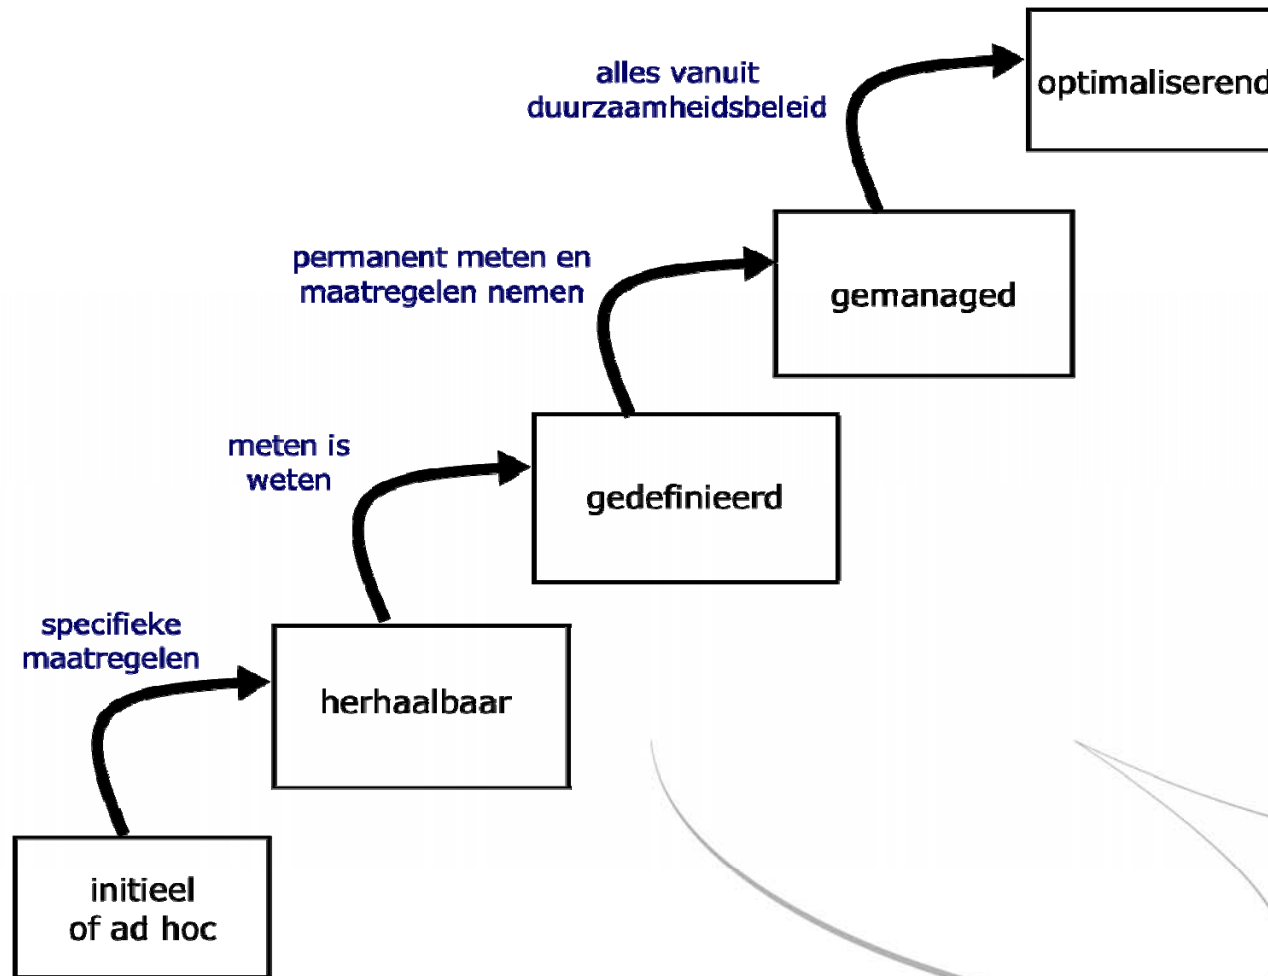 alles vanuit
duurzaamheidsbeleid
optimaliserend
permanent meten en
maatregelen nemen
gemanaged
meten is
weten
gedefinieerd
specifieke
maatregelen
herhaalbaar
initieel
of ad hoc